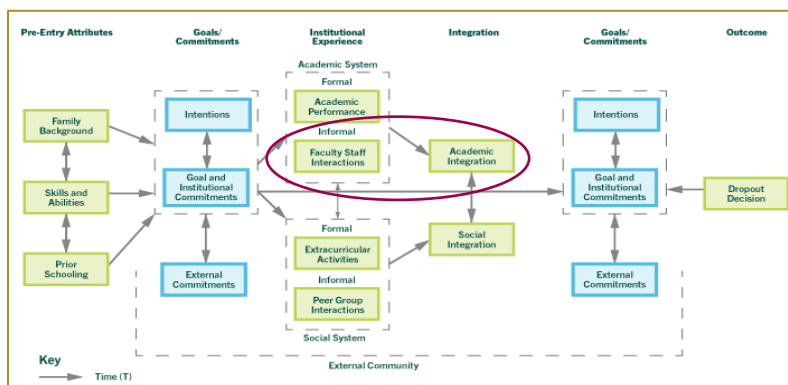 Pre-Entry Attributes
Goals/
Commitments
Institutional
Experience
Integration
Goals/
Commitments
Outcome
Academic System
Formal
Academic
Performance
Informal
Faculty Staff
Interactions
Family
Background
Skills and
Abilities
Prior
Schooling
Intentions
Goal and
Institutional
Commitments
External
Commitments
Formal
Extracurricular
Activities
Informal
Peer Group
Interactions
Social System
Academic
Integration
Social
Integration
Intentions
Goal and
Institutional
Commitments
External
Commitments
Dropout
Decision
External Community
Key
Time (T)